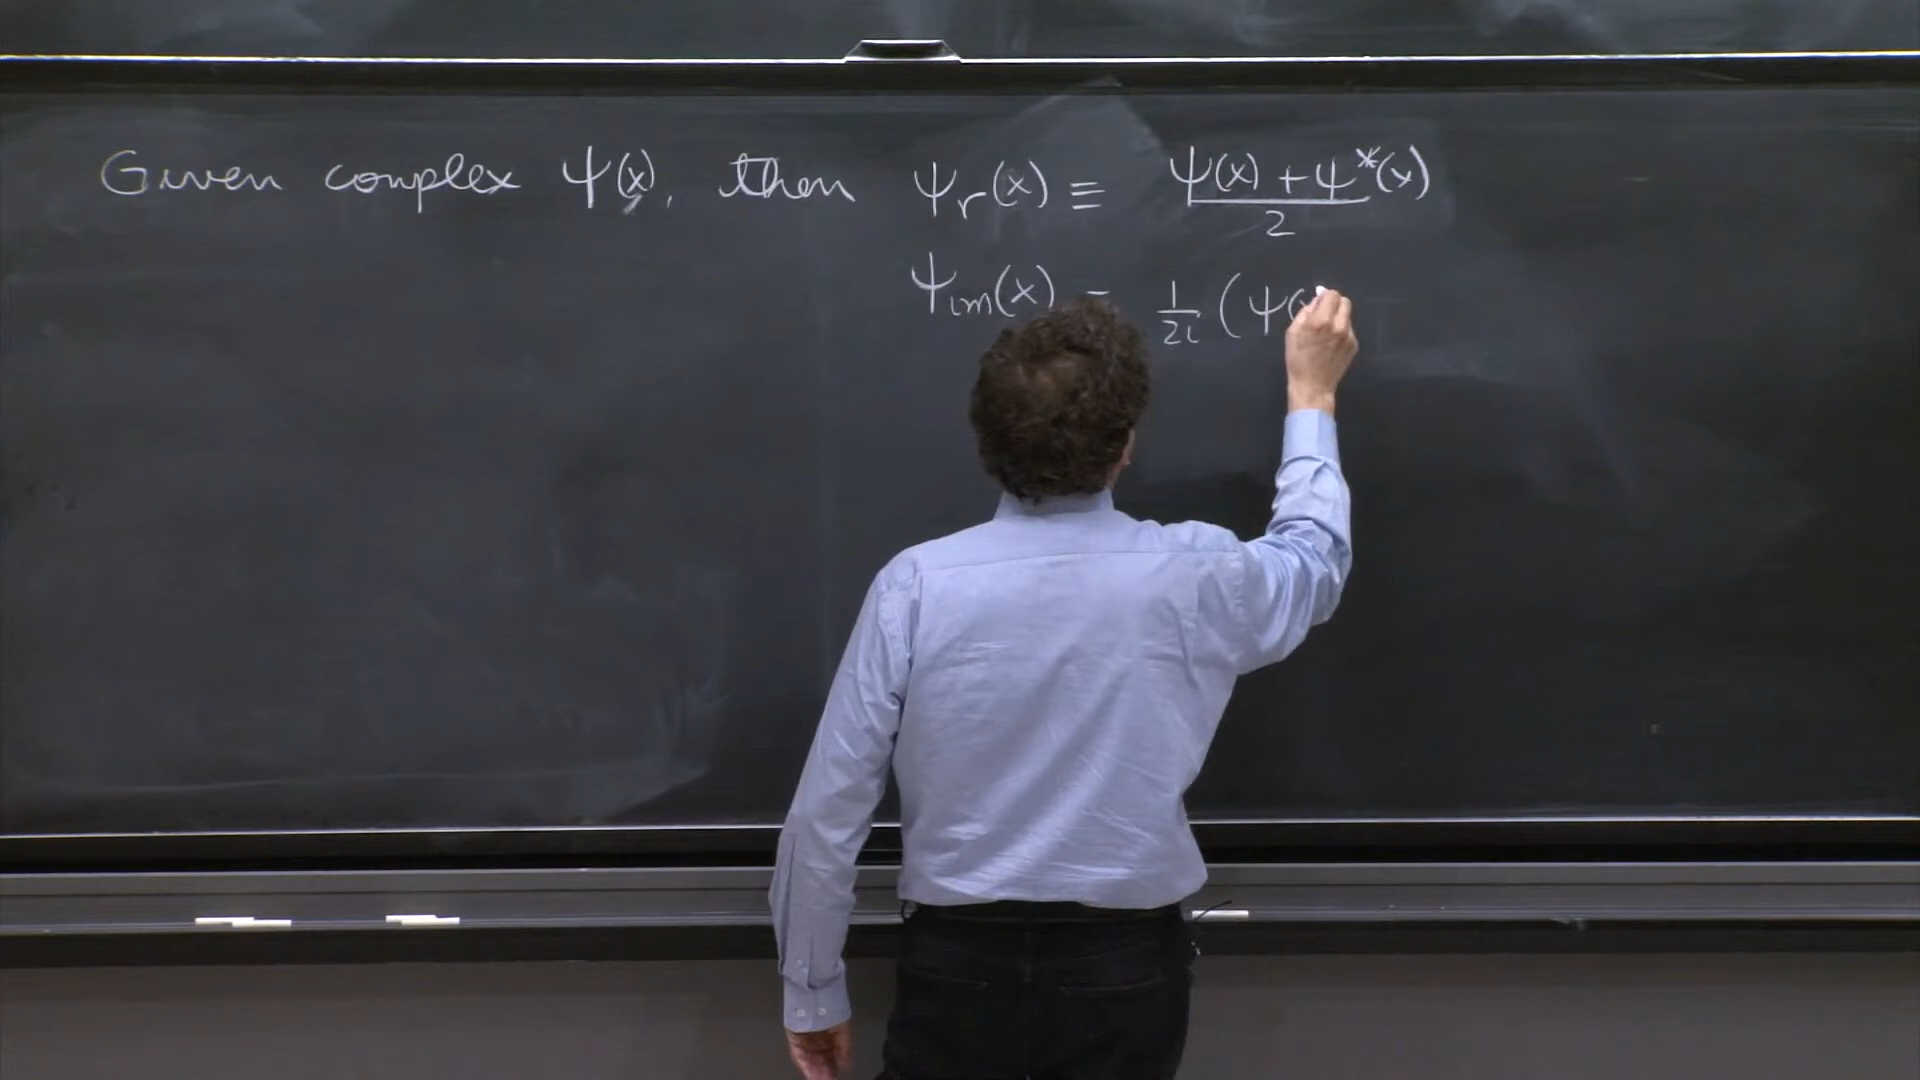 Given complex ψ(x), then ψr(x) ≡ (ψ(x) + ψ*(x))/2
ψim(x) = 1/2i (ψ(x